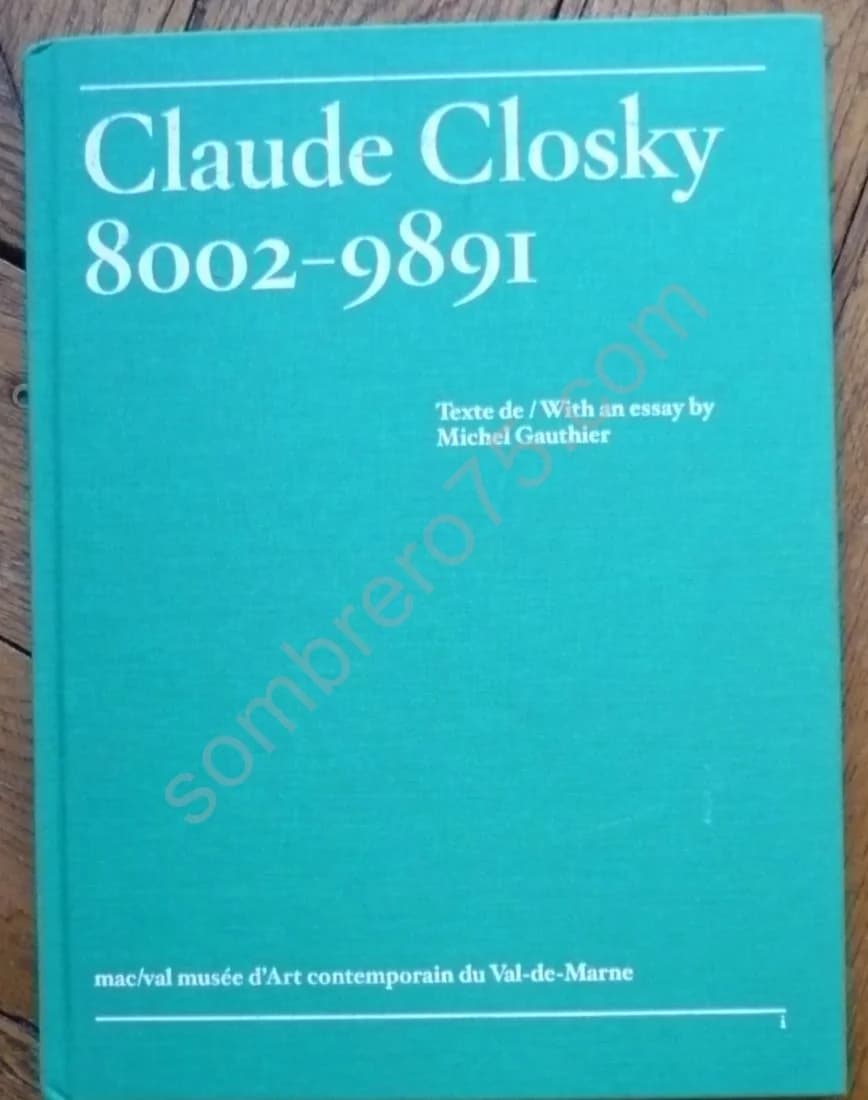 Claude Closky
8002–9891
Texte de / With an essay by
Michel Gauthier
sombrero75.com
mac/val musée d'Art contemporain du Val-de-Marne
i